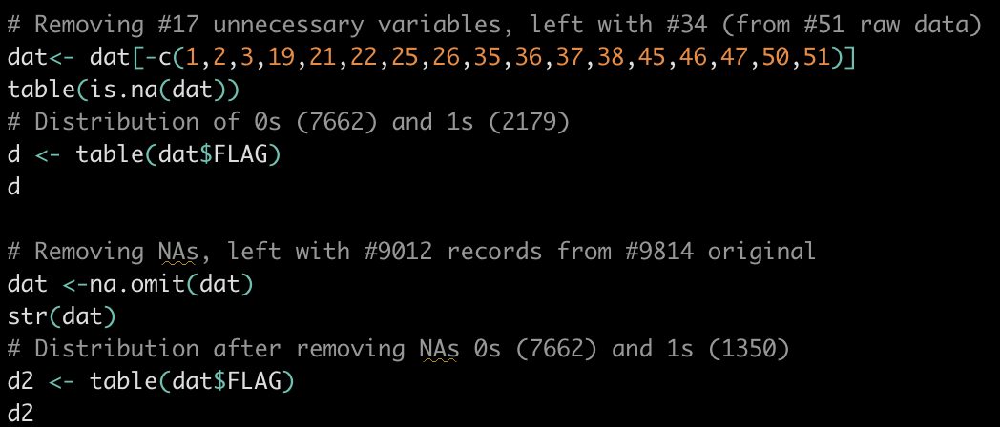 # Removing #17 unnecessary variables, left with #34 (from #51 raw data)
dat<- dat[-c(1,2,3,19,21,22,25,26,35,36,37,38,45,46,47,50,51)]
table(is.na(dat))
# Distribution of 0s (7662) and 1s (2179)
d <- table(dat$FLAG)
d
# Removing NAs, left with #9012 records from #9814 original
dat <-na.omit(dat)
str(dat)
# Distribution after removing NAs 0s (7662) and 1s (1350)
d2 <- table(dat$FLAG)
d2